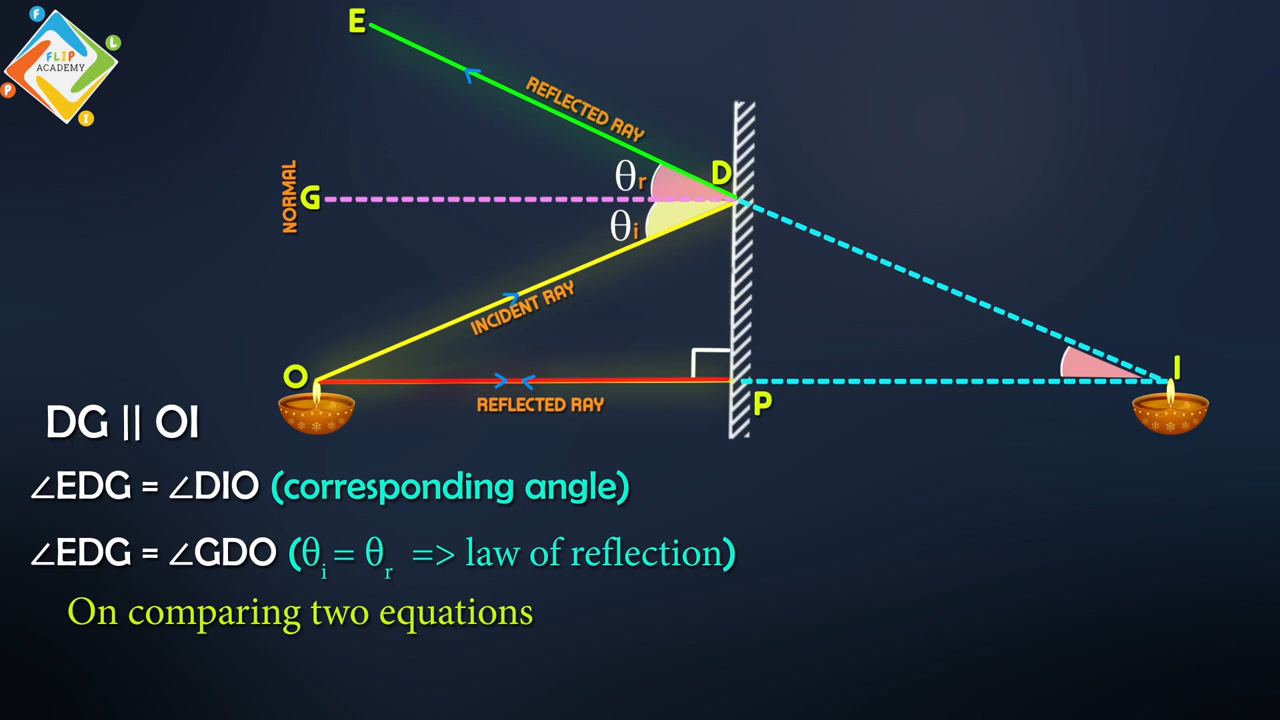 F
L
FLIP
ACADEMY
P
I
E
REFLECTED RAY
D
θr
NORMAL
G
θi
INCIDENT RAY
O
I
REFLECTED RAY
P
DG || OI
∠EDG = ∠DIO (corresponding angle)
∠EDG = ∠GDO (θi = θr => law of reflection)
On comparing two equations